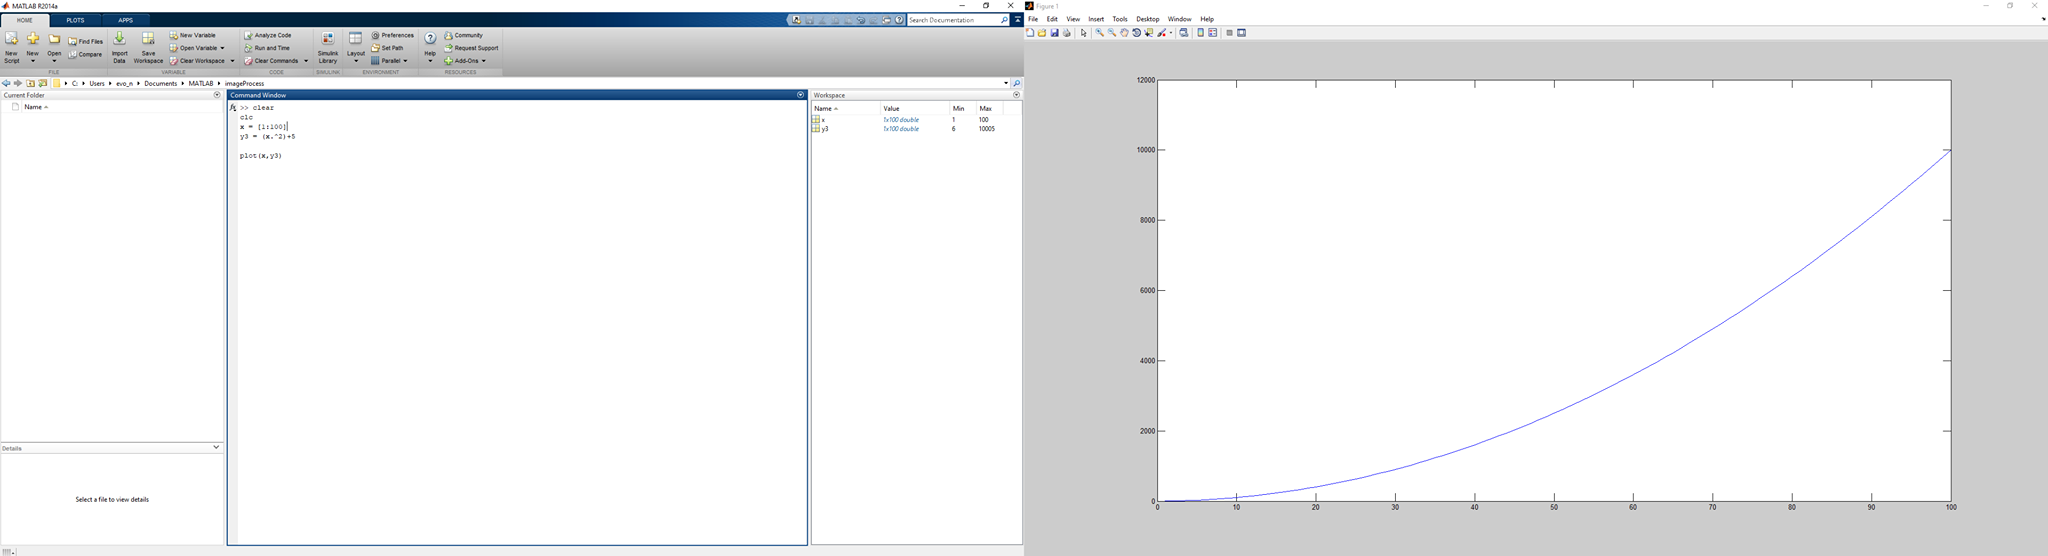 MATLAB R2014a
HOME PLOTS APPS
Search Documentation
New Script
New
Open
Find Files
Compare
FILE
Import Data
Save Workspace
New Variable
Open Variable
Clear Workspace
VARIABLE
Analyze Code
Run and Time
Clear Commands
CODE
Simulink Library
SIMULINK
Layout
Preferences
Set Path
Parallel
ENVIRONMENT
Help
Community
Request Support
Add-Ons
RESOURCES
C: Users evo_n Documents MATLAB imageProcess
Current Folder
Name
Details
Select a file to view details
Command Window
fx >> clear
clc
x = [1:100]
y3 = (x.^2)+5
plot(x,y3)
Workspace
Name Value Min Max
x 1x100 double 1 100
y3 1x100 double 6 10005
Figure 1
File Edit View Insert Tools Desktop Window Help
12000
10000
8000
6000
4000
2000
0
0 10 20 30 40 50 60 70 80 90 100